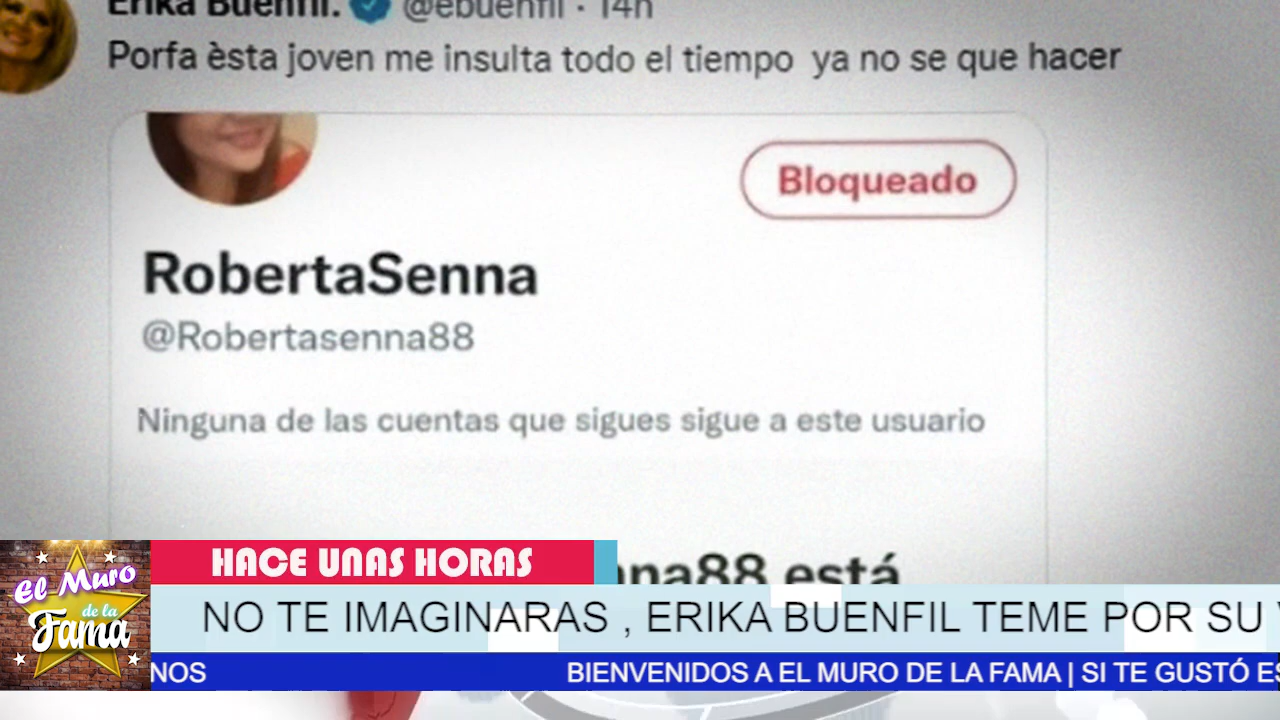 Erika Buenfil. @ebuenfil · 14h
Porfa èsta joven me insulta todo el tiempo ya no se que hacer
Bloqueado
RobertaSenna
@Robertasenna88
Ninguna de las cuentas que sigues sigue a este usuario
nna88 está
HACE UNAS HORAS
El Muro de la Fama
NO TE IMAGINARAS , ERIKA BUENFIL TEME POR SU
NOS BIENVENIDOS A EL MURO DE LA FAMA | SI TE GUSTÓ ES